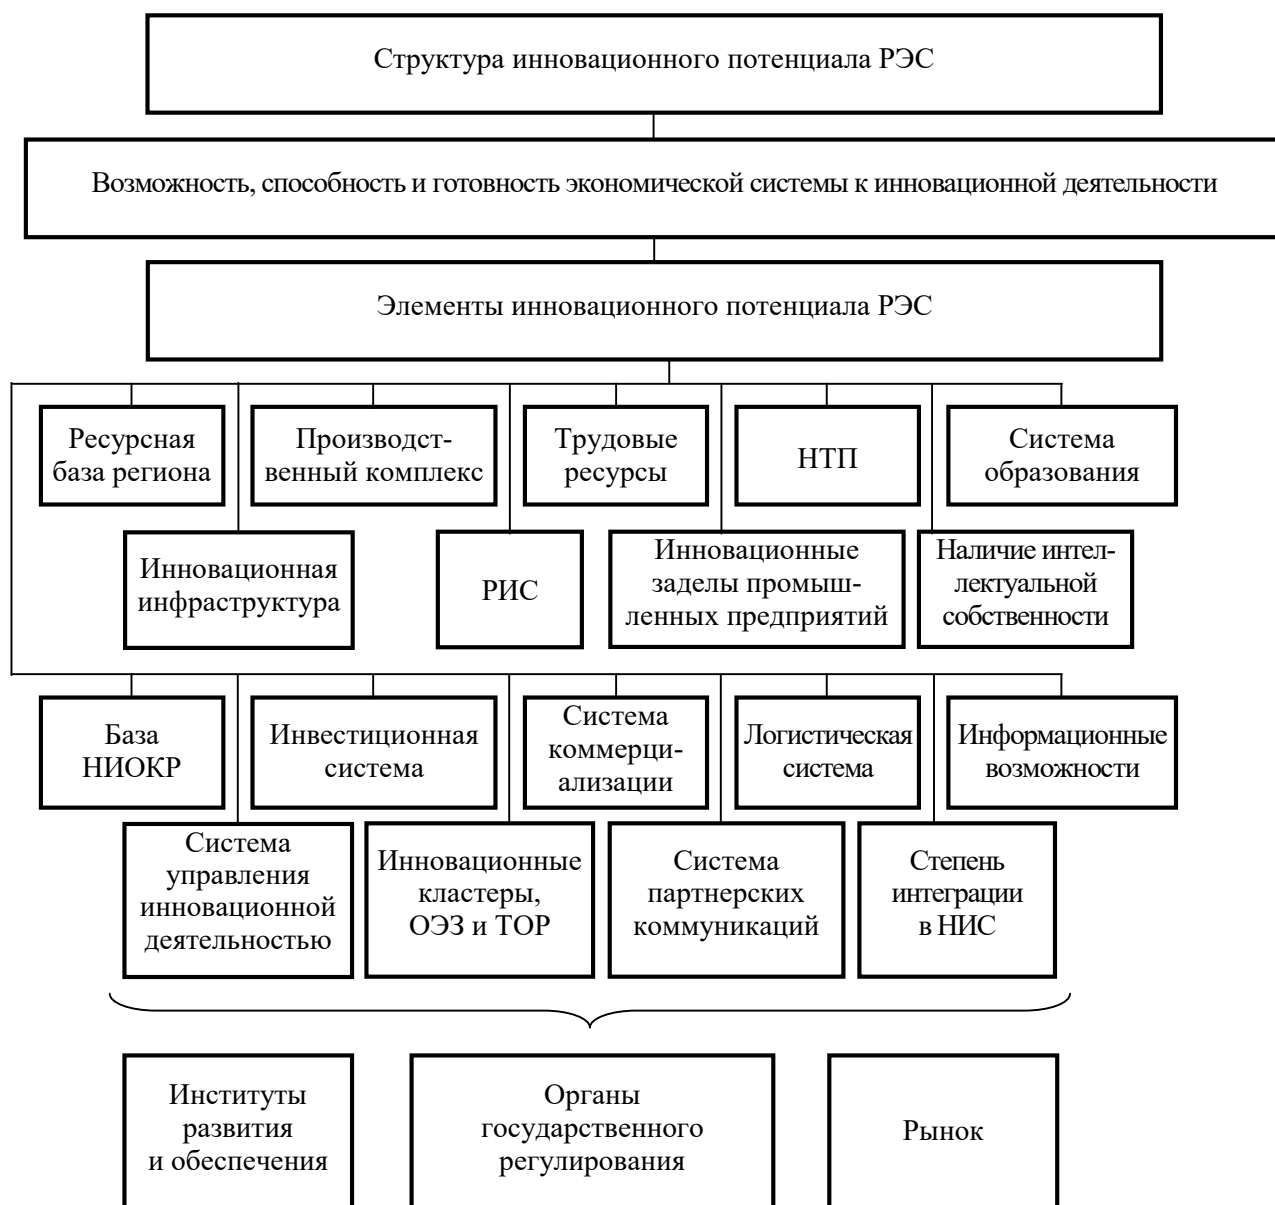 Структура инновационного потенциала РЭС
Возможность, способность и готовность экономической системы к инновационной деятельности
Элементы инновационного потенциала РЭС
Ресурсная
база региона
Производст-
венный комплекс
Трудовые
ресурсы
НТП
Система
образования
Инновационная
инфраструктура
РИС
Инновационные
заделы промыш-
ленных предприятий
Наличие интел-
лектуальной
собственности
База
НИОКР
Инвестиционная
система
Система
коммерци-
ализации
Логистическая
система
Информационные
возможности
Система
управления
инновационной
деятельностью
Инновационные
кластеры,
ОЭЗ и ТОР
Система
партнерских
коммуникаций
Степень
интеграции
в НИС
Институты
развития
и обеспечения
Органы
государственного
регулирования
Рынок